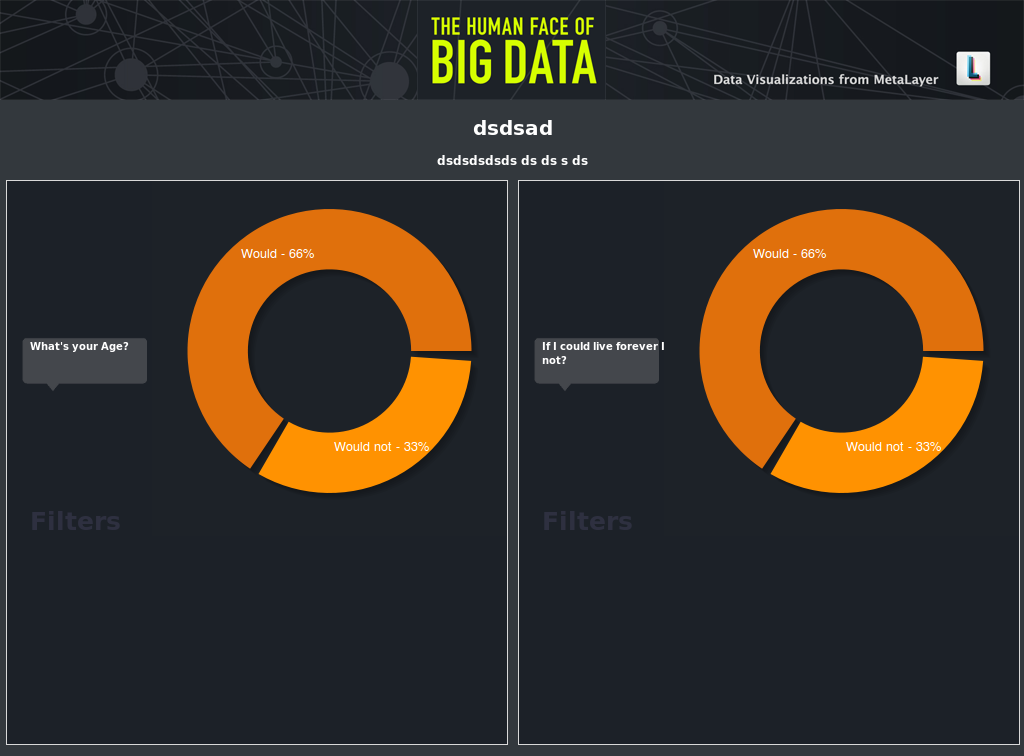 THE HUMAN FACE OF
BIG DATA
Data Visualizations from MetaLayer
L
dsdsad
dsdsdsdsds ds ds s ds
Would - 66%
What's your Age?
Would not - 33%
Filters
Would - 66%
If I could live forever I
not?
Would not - 33%
Filters